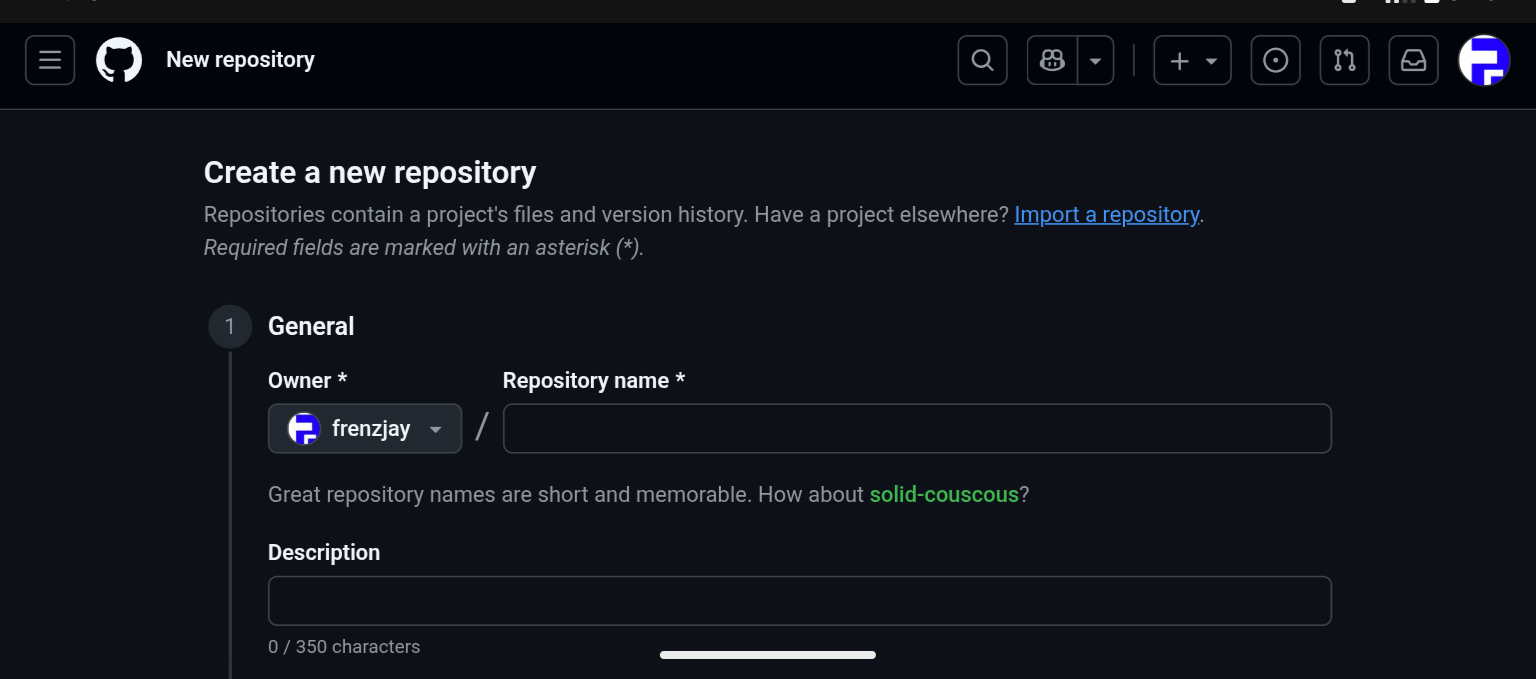 New repository
Create a new repository
Repositories contain a project's files and version history. Have a project elsewhere? Import a repository.
Required fields are marked with an asterisk (*).
1 General
Owner * Repository name *
frenzjay /
Great repository names are short and memorable. How about solid-couscous?
Description
0 / 350 characters